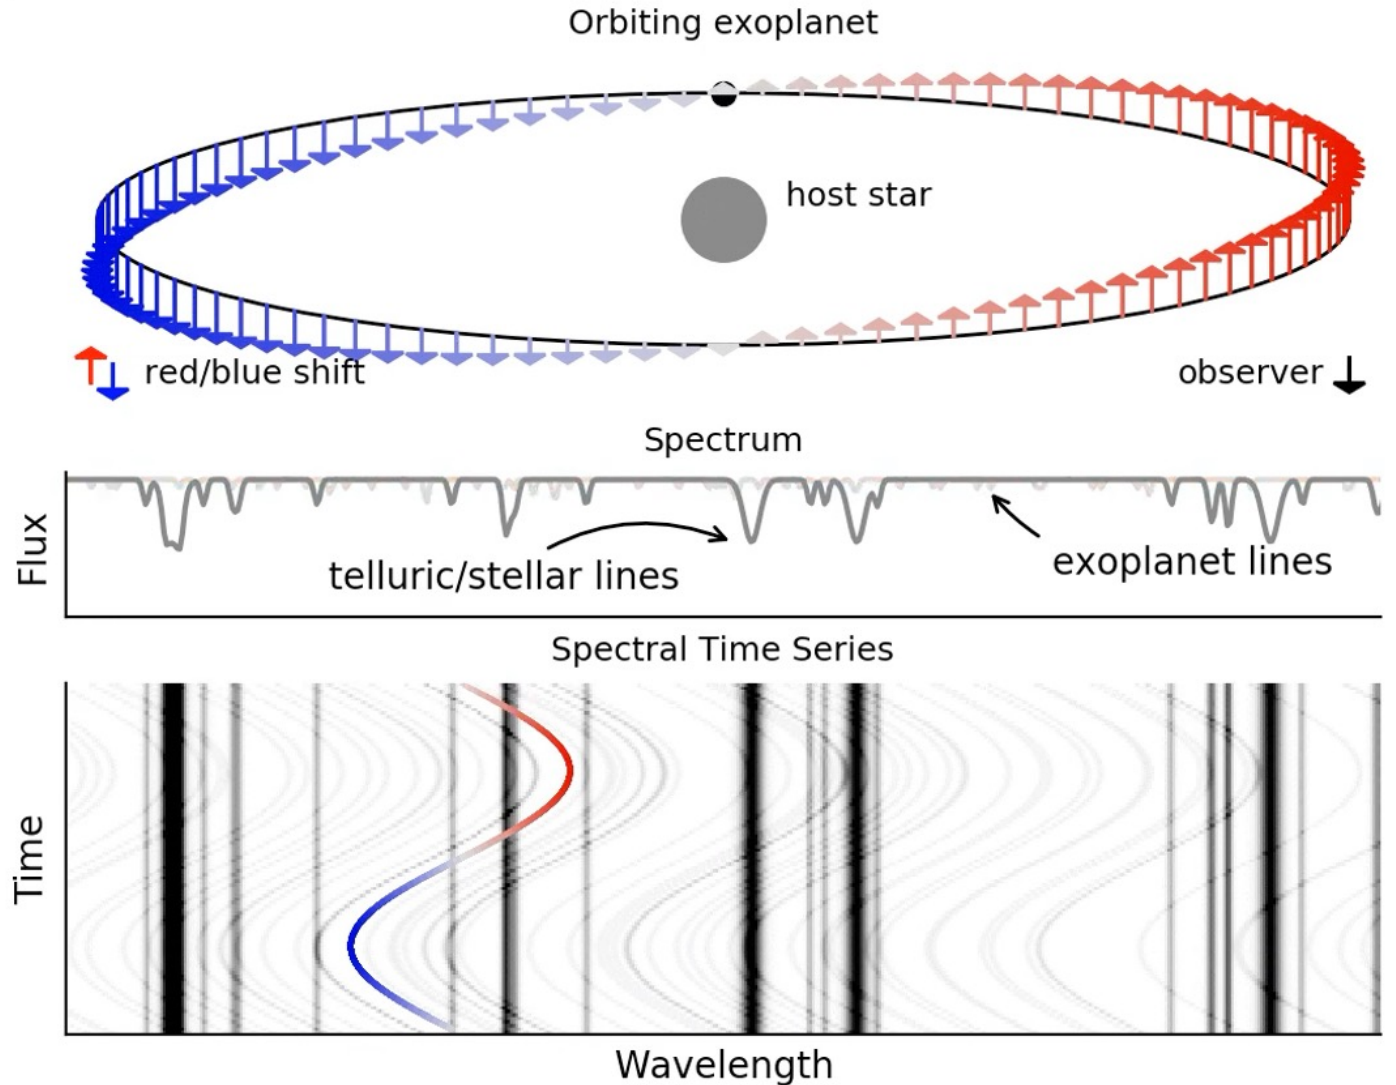 Orbiting exoplanet
host star
red/blue shift
observer
Spectrum
Flux
telluric/stellar lines
exoplanet lines
Spectral Time Series
Time
Wavelength